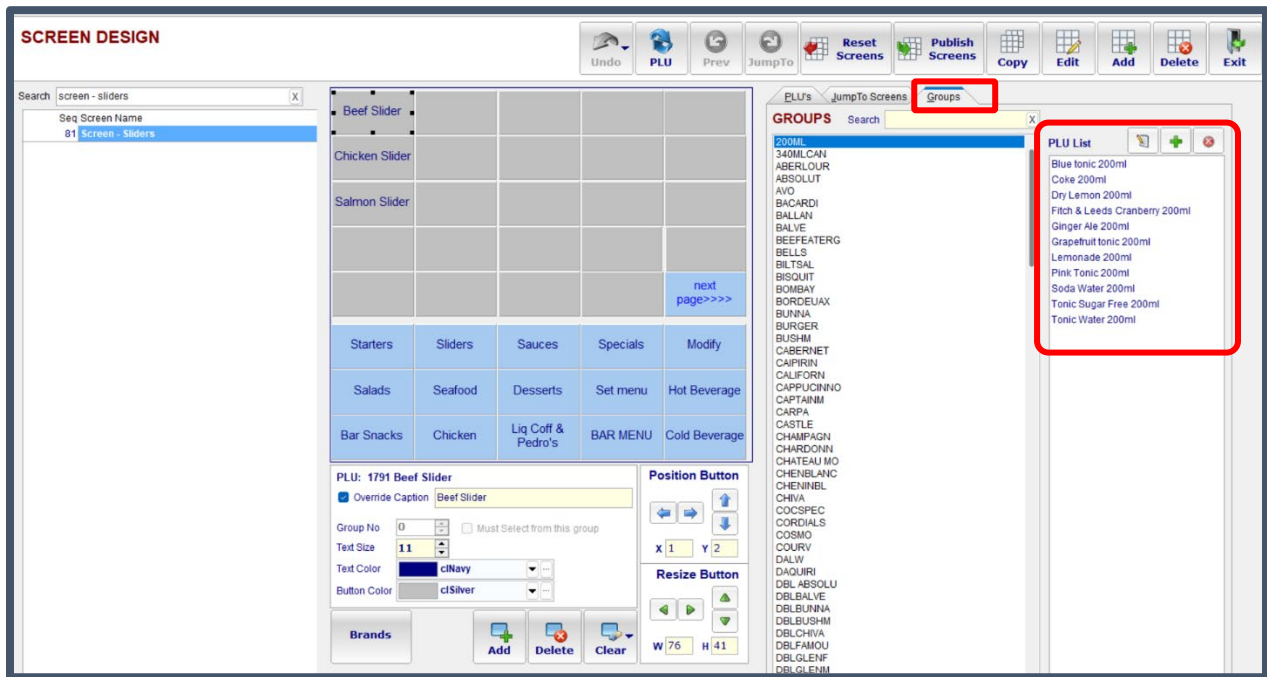 SCREEN DESIGN
Undo
PLU
Prev
JumpTo
Reset Screens
Publish Screens
Copy
Edit
Add
Delete
Exit
Search screen - sliders X
Seq Screen Name
81 Screen - Sliders
Beef Slider
Chicken Slider
Salmon Slider
next
page>>>>
Starters Sliders Sauces Specials Modify
Salads Seafood Desserts Set menu Hot Beverage
Bar Snacks Chicken Liq Coff & Pedro's BAR MENU Cold Beverage
PLU: 1791 Beef Slider
Override Caption Beef Slider
Group No 0 Must Select from this group
Text Size 11
Text Color clNavy
Button Color clSilver
Brands
Add
Delete
Clear
Position Button
X 1 Y 2
Resize Button
W 76 H 41
PLU's JumpTo Screens Groups
GROUPS Search X
200ML
340MLCAN
ABERLOUR
ABSOLUT
AVO
BACARDI
BALLAN
BALVE
BEEFEATERG
BELLS
BILTSAL
BISQUIT
BOMBAY
BORDEUAX
BUNNA
BURGER
BUSHM
CABERNET
CAIPIRIN
CALIFORN
CAPPUCINNO
CAPTAINM
CARPA
CASTLE
CHAMPAGN
CHARDONN
CHATEAU MO
CHENBLANC
CHENINBL
CHIVA
COCSPEC
CORDIALS
COSMO
COURV
DALW
DAQUIRI
DBL ABSOLU
DBLBALVE
DBLBUNNA
DBLBUSHM
DBLCHIVA
DBLFAMOU
DBLGLENF
DBLGLENM
PLU List
Blue tonic 200ml
Coke 200ml
Dry Lemon 200ml
Fitch & Leeds Cranberry 200ml
Ginger Ale 200ml
Grapefruit tonic 200ml
Lemonade 200ml
Pink Tonic 200ml
Soda Water 200ml
Tonic Sugar Free 200ml
Tonic Water 200ml